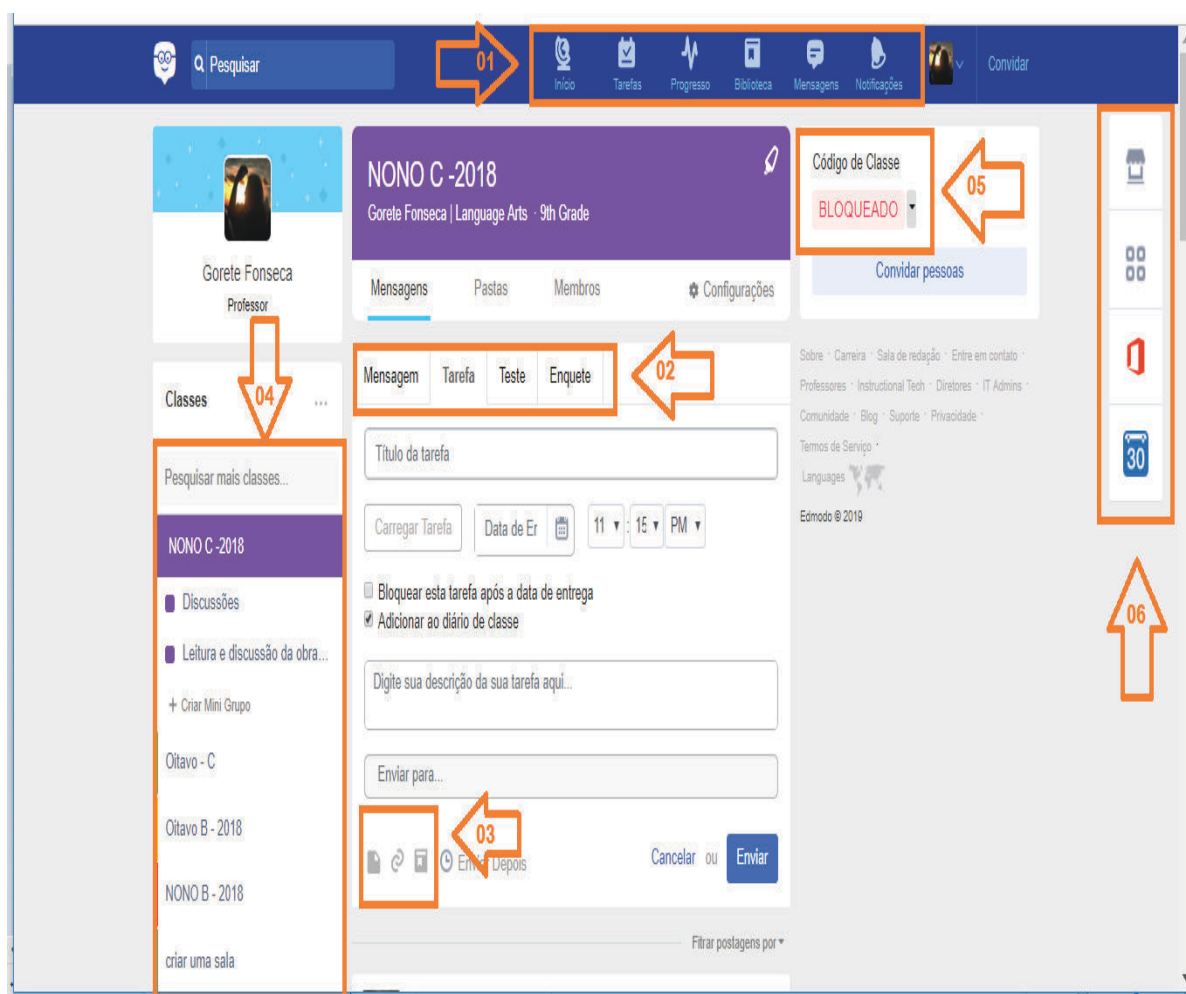 Pesquisar
01
Início
Tarefas
Progresso
Biblioteca
Mensagens
Notificações
Convidar
Gorete Fonseca
Professor
Classes
...
04
Pesquisar mais classes...
NONO C -2018
Discussões
Leitura e discussão da obra...
+ Criar Mini Grupo
Oitavo - C
Oitavo B - 2018
NONO B - 2018
criar uma sala
NONO C -2018
Gorete Fonseca | Language Arts · 9th Grade
Mensagens
Pastas
Membros
Configurações
Mensagem
Tarefa
Teste
Enquete
02
Título da tarefa
Carregar Tarefa
Data de Er
11 : 15 PM
Bloquear esta tarefa após a data de entrega
Adicionar ao diário de classe
Digite sua descrição da sua tarefa aqui...
Enviar para...
03
Depois
Cancelar ou Enviar
Filtrar postagens por
Código de Classe
BLOQUEADO
05
Convidar pessoas
Sobre · Carreira · Sala de redação · Entre em contato ·
Professores · Instructional Tech · Diretores · IT Admins ·
Comunidade · Blog · Suporte · Privacidade ·
Termos de Serviço ·
Languages
Edmodo © 2019
30
06